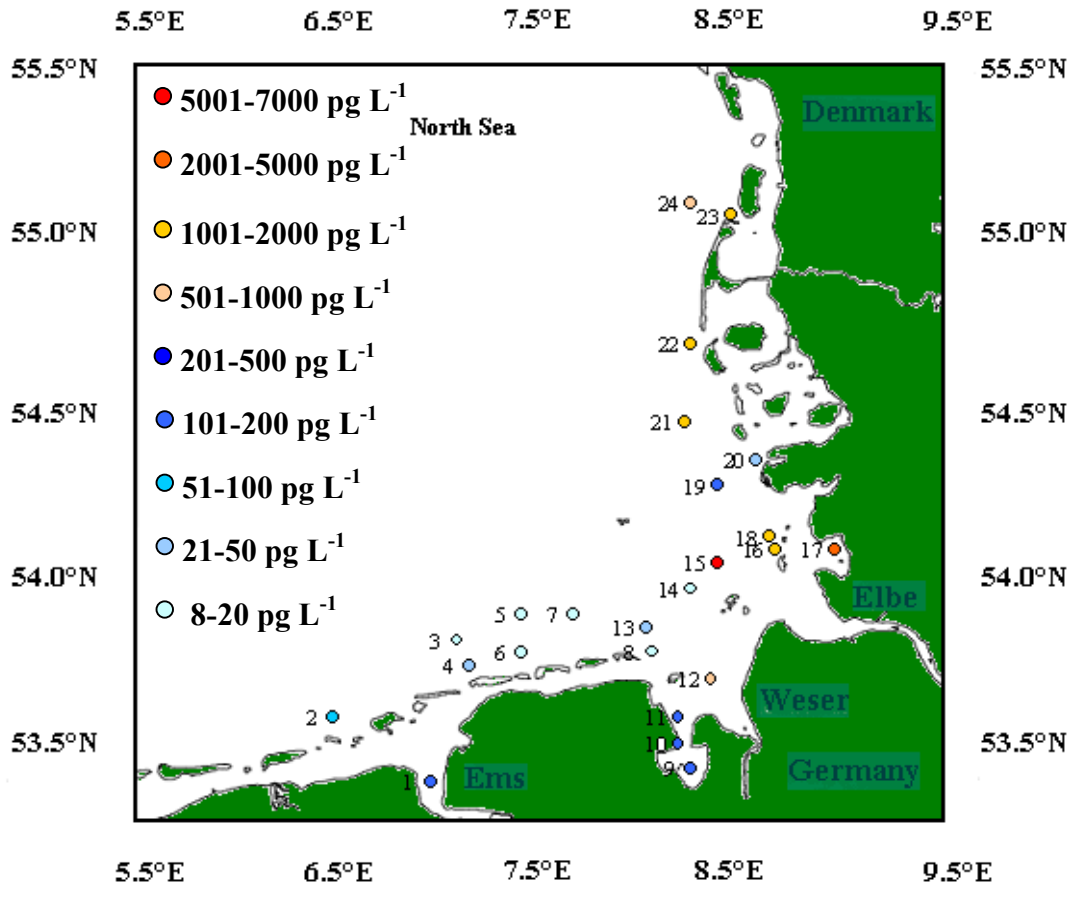 5.5°E 6.5°E 7.5°E 8.5°E 9.5°E
55.5°N 55.5°N
5001-7000 pg L-1
Denmark
North Sea
2001-5000 pg L-1
24
23
1001-2000 pg L-1
55.0°N 55.0°N
501-1000 pg L-1
22
201-500 pg L-1
101-200 pg L-1
54.5°N 54.5°N
21
20
51-100 pg L-1
19
18
21-50 pg L-1
16
17
15
54.0°N 54.0°N
14
Elbe
8-20 pg L-1
5
7
13
3
6
8
4
12
Weser
2
11
10
53.5°N 53.5°N
9
Germany
1
Ems
5.5°E 6.5°E 7.5°E 8.5°E 9.5°E